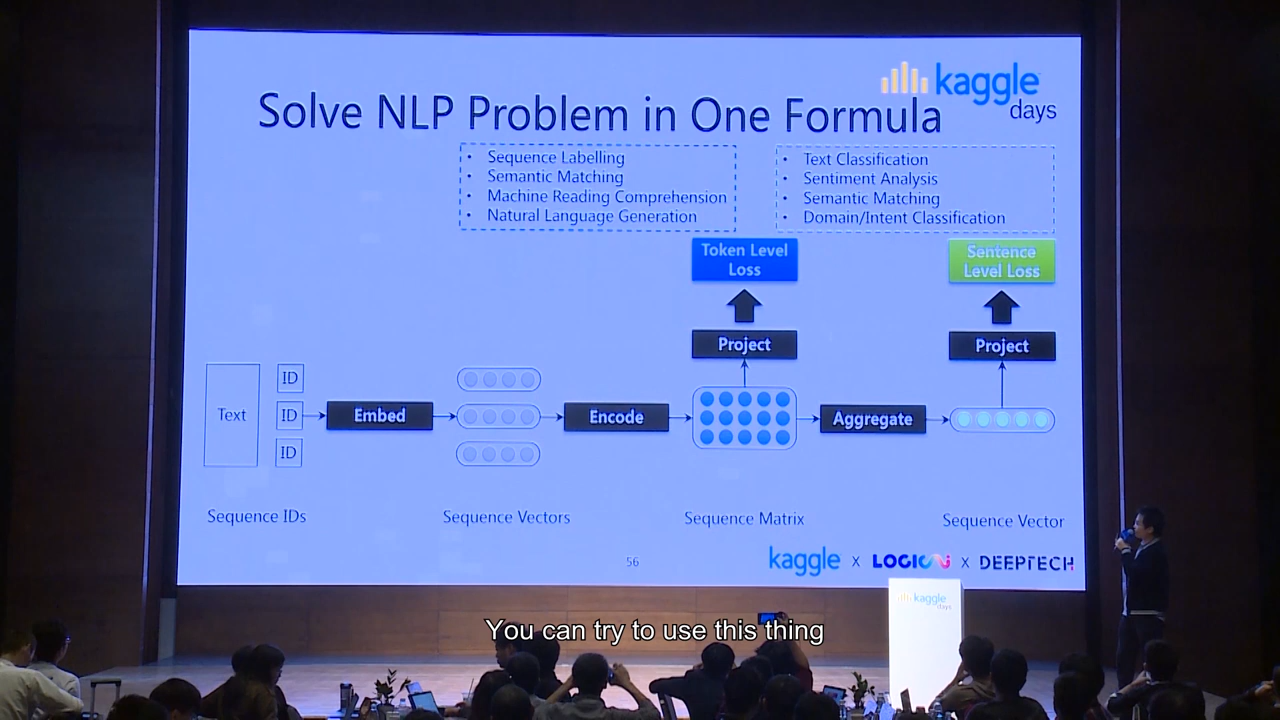 kaggle
days
Solve NLP Problem in One Formula
• Sequence Labelling
• Semantic Matching
• Machine Reading Comprehension
• Natural Language Generation
• Text Classification
• Sentiment Analysis
• Semantic Matching
• Domain/Intent Classification
Token Level
Loss
Sentence
Level Loss
Project
Project
Text
ID
ID
ID
Embed
Encode
Aggregate
Sequence IDs
Sequence Vectors
Sequence Matrix
Sequence Vector
56
kaggle x LOGIC x DEEPTECH
kaggle
days
You can try to use this thing